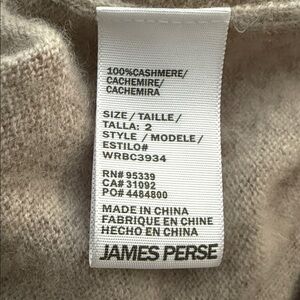 100%CASHMERE/
CACHEMIRE/
CACHEMIRA
SIZE/TAILLE/
TALLA: 2
STYLE / MODELE/
ESTILO#
WRBC3934
RN# 95339
CA# 31092
PO# 4484800
MADE IN CHINA
FABRIQUE EN CHINE
HECHO EN CHINA
JAMES PERSE